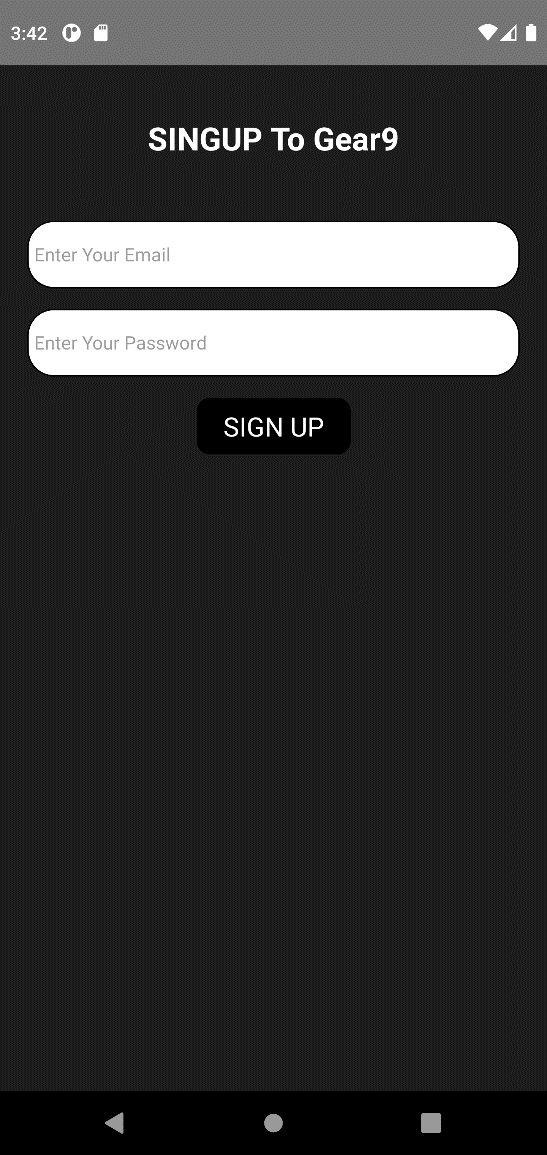 3:42
SINGUP To Gear9
Enter Your Email
Enter Your Password
SIGN UP